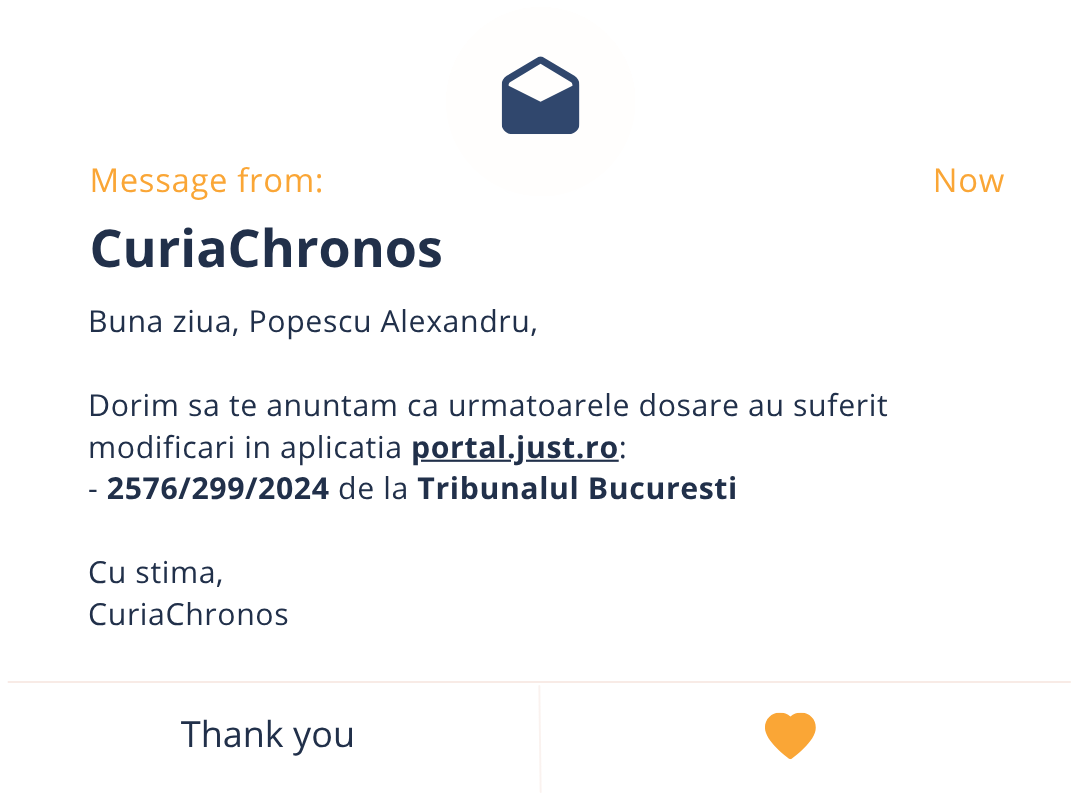 Message from:
Now
CuriaChronos
Buna ziua, Popescu Alexandru,
Dorim sa te anuntam ca urmatoarele dosare au suferit
modificari in aplicatia portal.just.ro:
- 2576/299/2024 de la Tribunalul Bucuresti
Cu stima,
CuriaChronos
Thank you